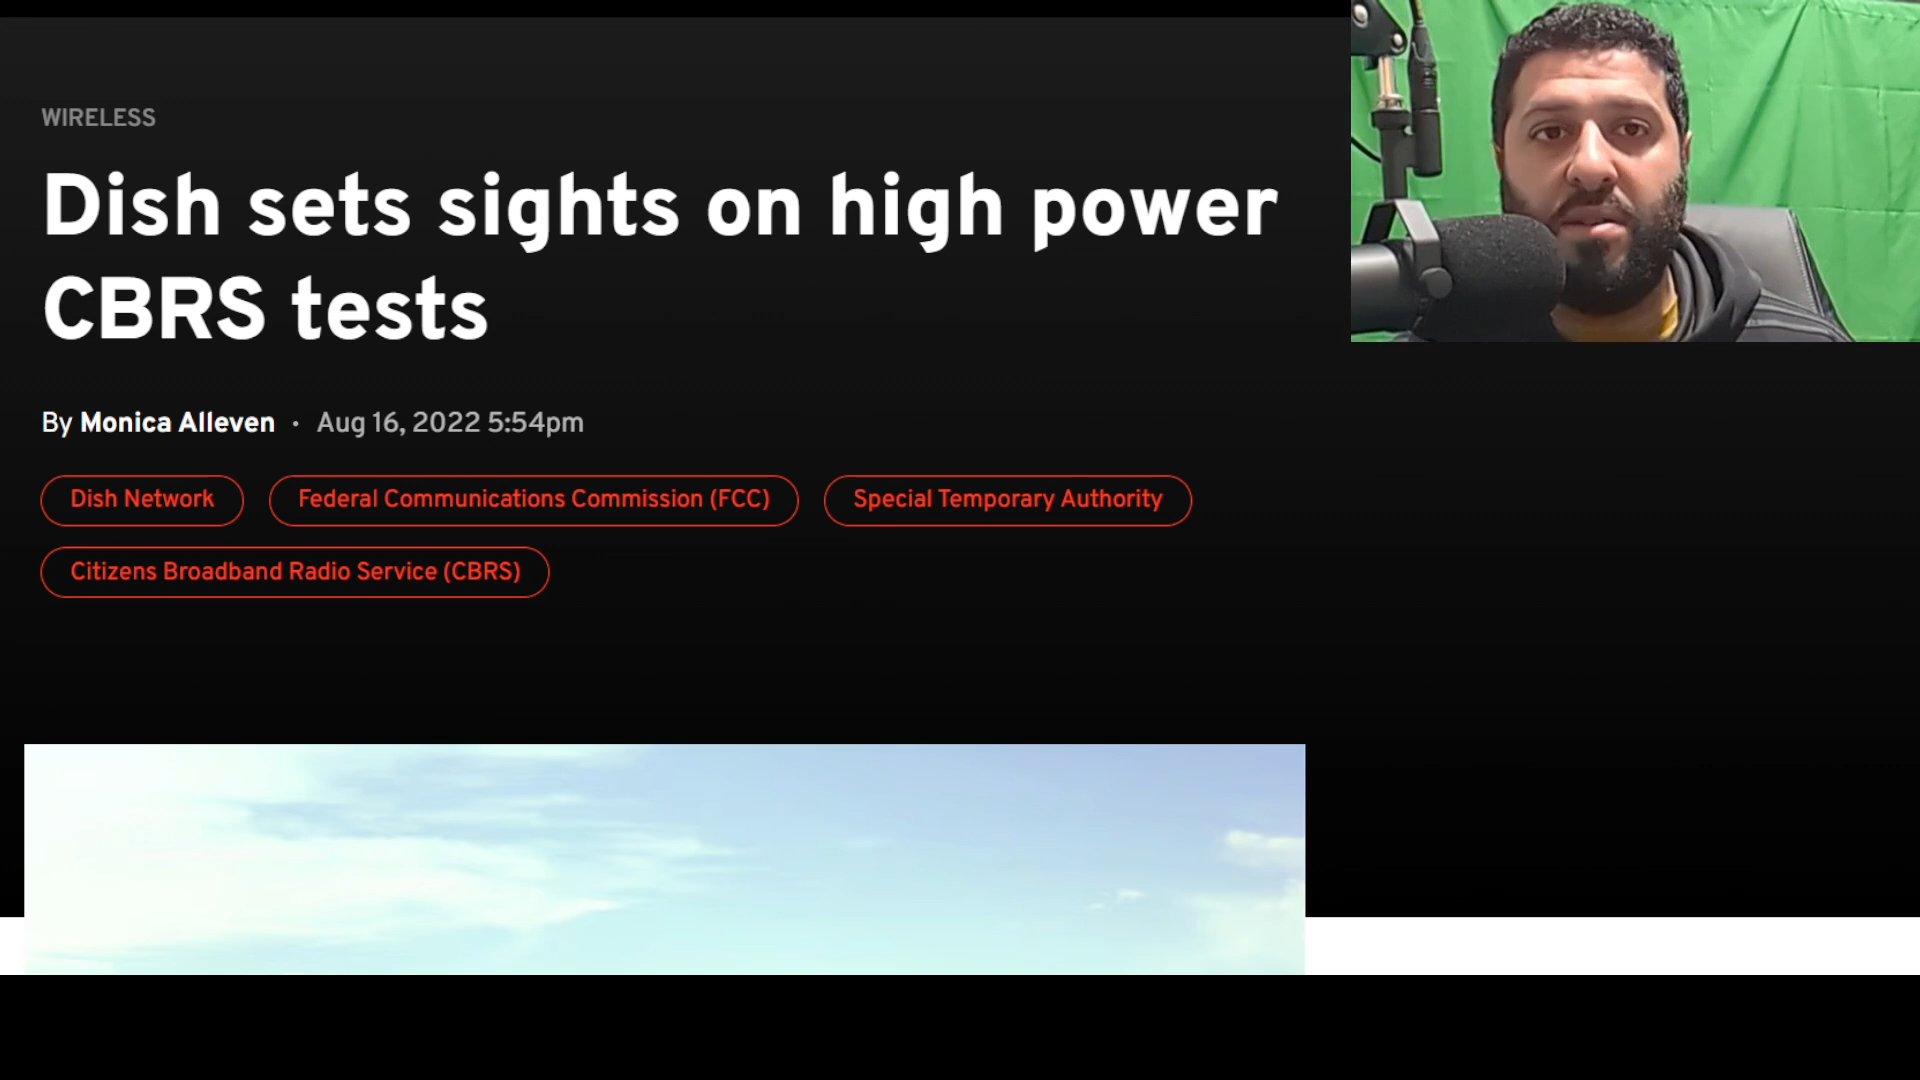 WIRELESS
Dish sets sights on high power
CBRS tests
By Monica Alleven · Aug 16, 2022 5:54pm
Dish Network
Federal Communications Commission (FCC)
Special Temporary Authority
Citizens Broadband Radio Service (CBRS)